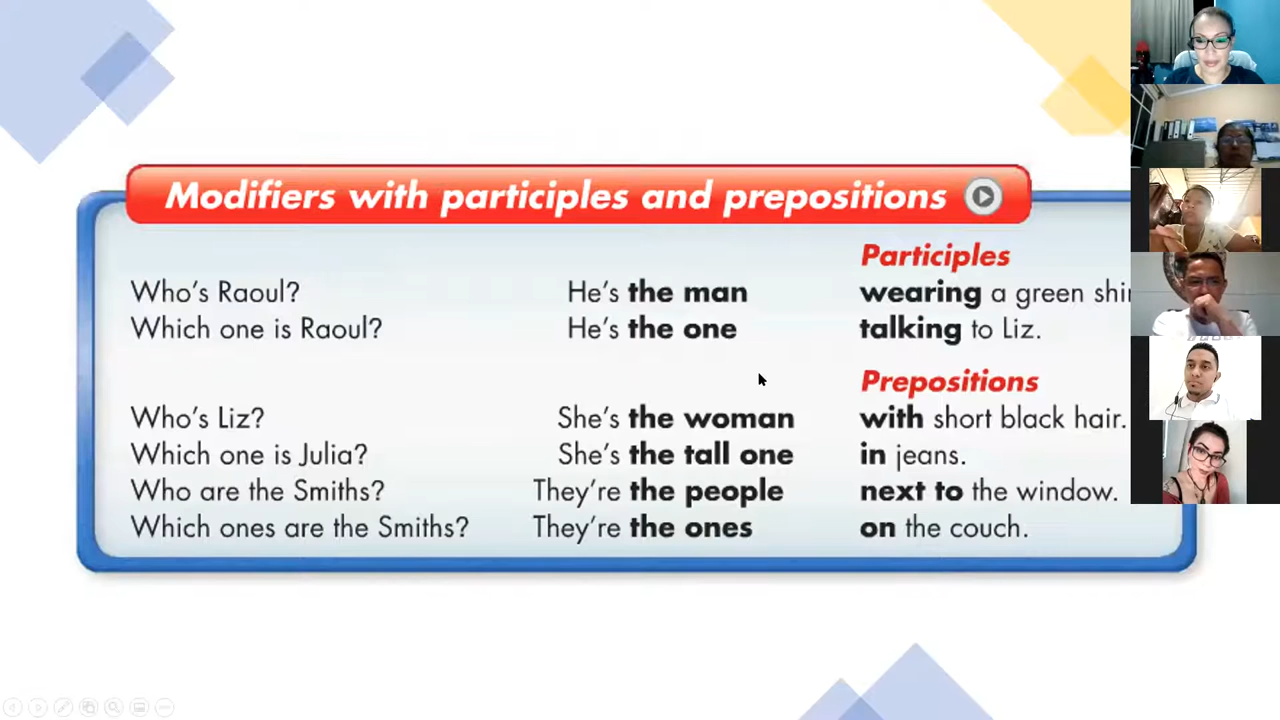 Modifiers with participles and prepositions
Participles
Who's Raoul? He's the man wearing a green shi
Which one is Raoul? He's the one talking to Liz.
Prepositions
Who's Liz? She's the woman with short black hair.
Which one is Julia? She's the tall one in jeans.
Who are the Smiths? They're the people next to the window.
Which ones are the Smiths? They're the ones on the couch.